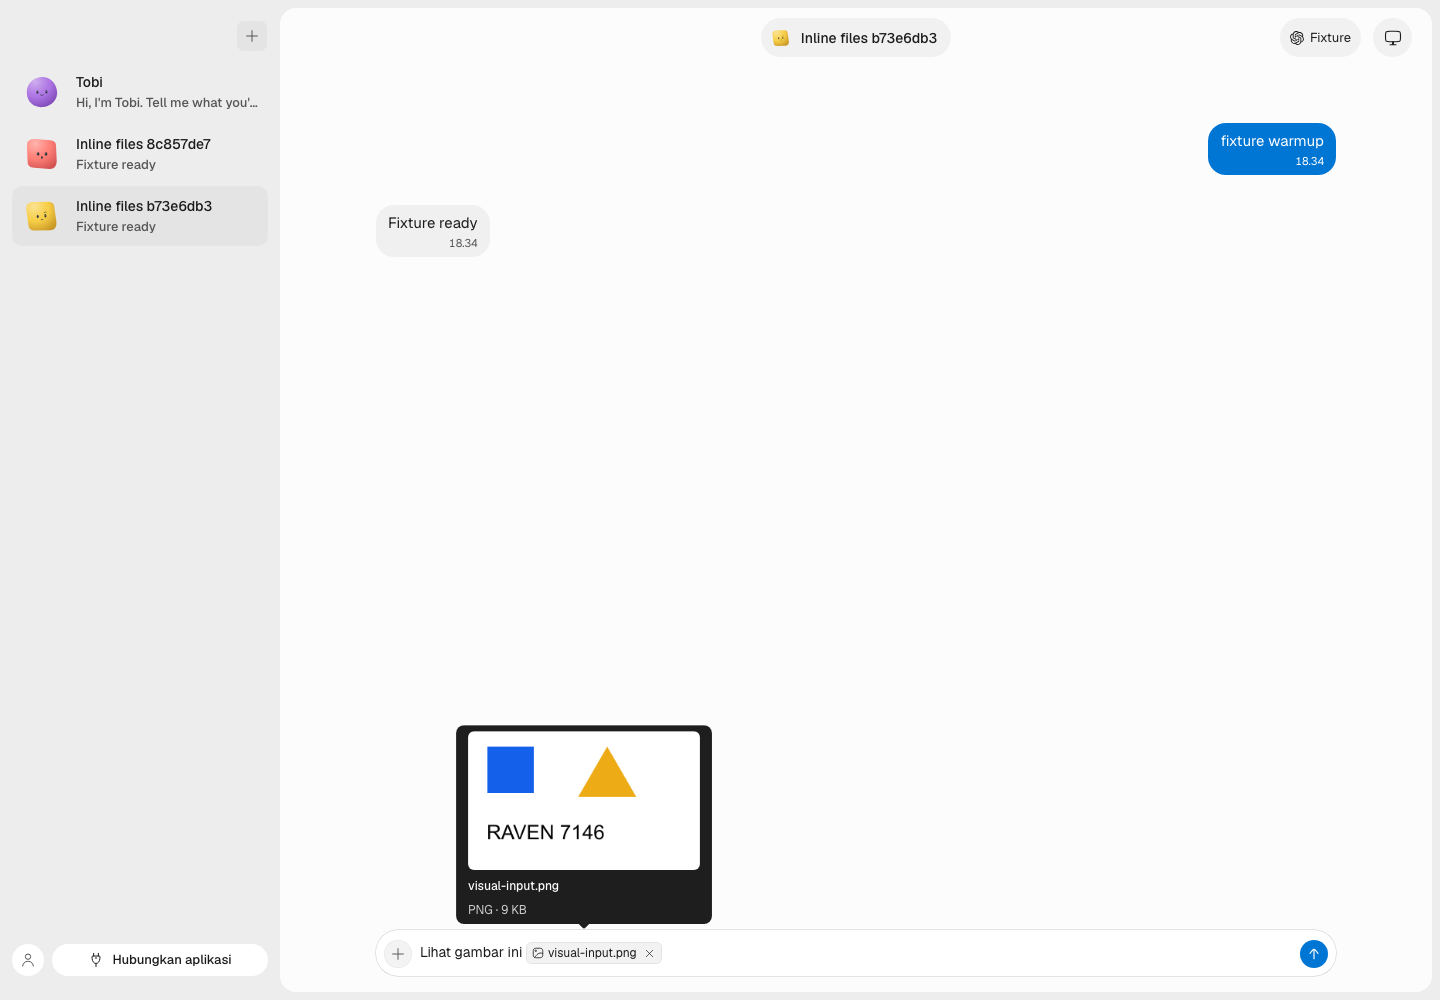 Tobi
Hi, I'm Tobi. Tell me what you'...
Inline files 8c857de7
Fixture ready
Inline files b73e6db3
Fixture ready
Hubungkan aplikasi
Inline files b73e6db3
Fixture
fixture warmup
18.34
Fixture ready
18.34
RAVEN 7146
visual-input.png
PNG · 9 KB
Lihat gambar ini visual-input.png